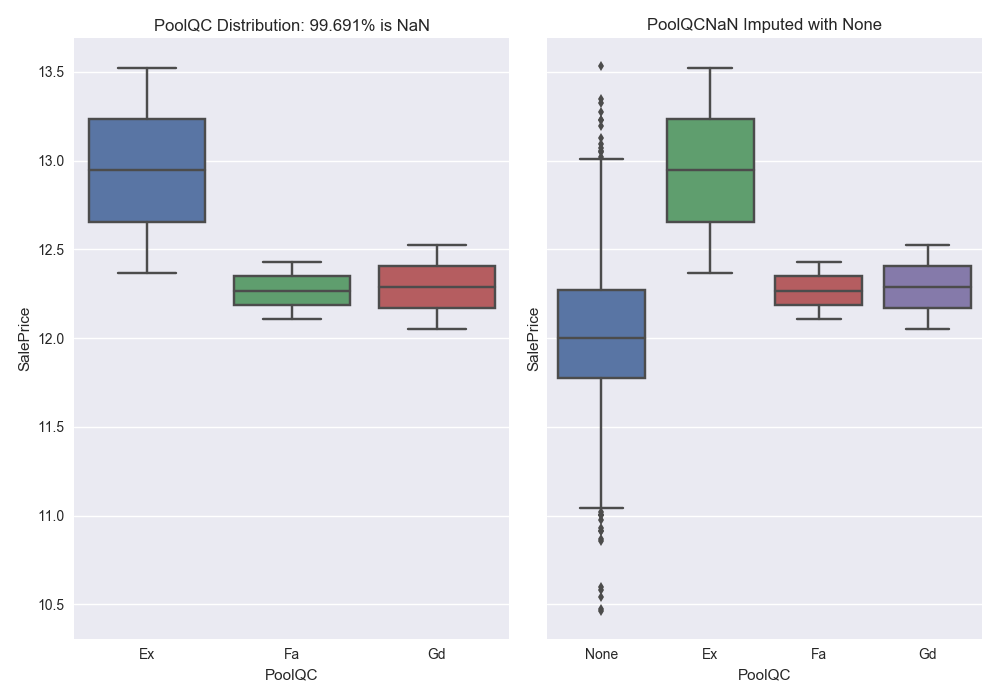 PoolQC Distribution: 99.691% is NaN
13.5
13.0
12.5
12.0
11.5
11.0
10.5
SalePrice
Ex Fa Gd
PoolQC
PoolQCNaN Imputed with None
SalePrice
None Ex Fa Gd
PoolQC